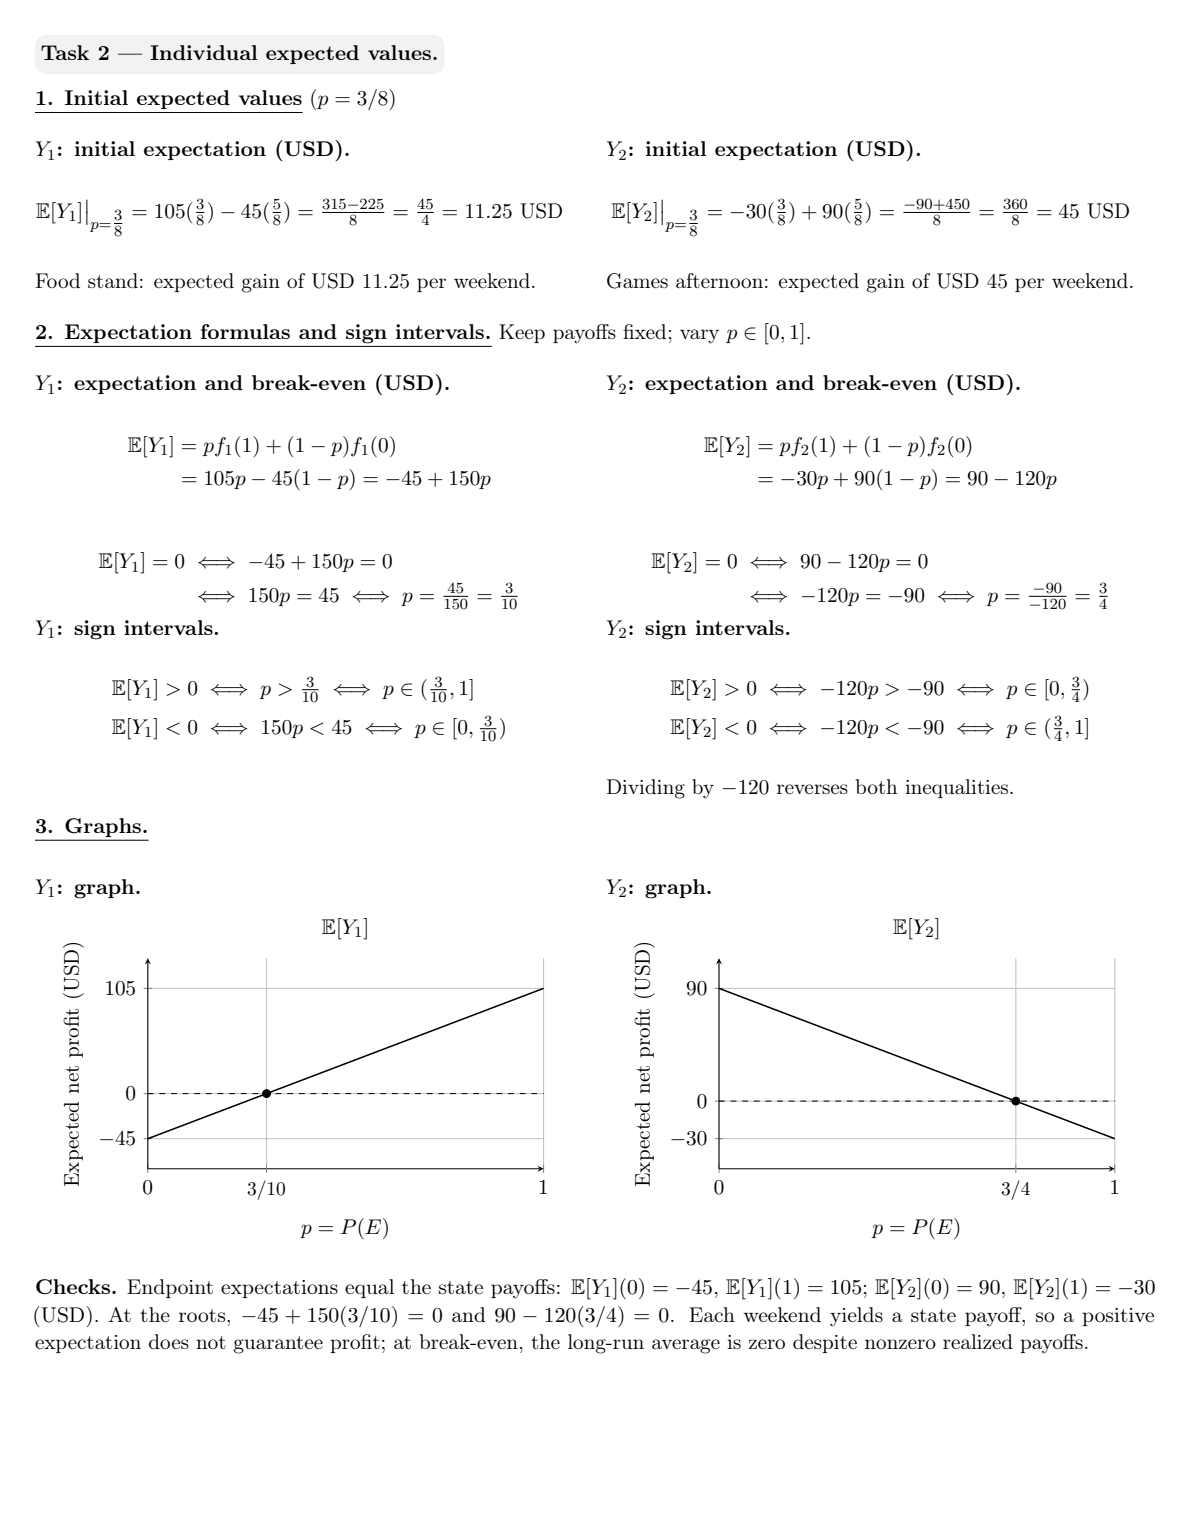 Task 2 — Individual expected values.
1. Initial expected values (p = 3/8)
Y₁: initial expectation (USD).
𝔼[Y₁]|ₚ₌3/8 = 105(3/8) − 45(5/8) = (315−225)/8 = 45/4 = 11.25 USD
Food stand: expected gain of USD 11.25 per weekend.
Y₂: initial expectation (USD).
𝔼[Y₂]|ₚ₌3/8 = −30(3/8) + 90(5/8) = (−90+450)/8 = 360/8 = 45 USD
Games afternoon: expected gain of USD 45 per weekend.
2. Expectation formulas and sign intervals. Keep payoffs fixed; vary p ∈ [0, 1].
Y₁: expectation and break-even (USD).
𝔼[Y₁] = pf₁(1) + (1 − p)f₁(0)
= 105p − 45(1 − p) = −45 + 150p
𝔼[Y₁] = 0 ⟺ −45 + 150p = 0
⟺ 150p = 45 ⟺ p = 45/150 = 3/10
Y₁: sign intervals.
𝔼[Y₁] > 0 ⟺ p > 3/10 ⟺ p ∈ (3/10, 1]
𝔼[Y₁] < 0 ⟺ 150p < 45 ⟺ p ∈ [0, 3/10)
Y₂: expectation and break-even (USD).
𝔼[Y₂] = pf₂(1) + (1 − p)f₂(0)
= −30p + 90(1 − p) = 90 − 120p
𝔼[Y₂] = 0 ⟺ 90 − 120p = 0
⟺ −120p = −90 ⟺ p = −90/−120 = 3/4
Y₂: sign intervals.
𝔼[Y₂] > 0 ⟺ −120p > −90 ⟺ p ∈ [0, 3/4)
𝔼[Y₂] < 0 ⟺ −120p < −90 ⟺ p ∈ (3/4, 1]
Dividing by −120 reverses both inequalities.
3. Graphs.
Y₁: graph.
𝔼[Y₁]
Expected net profit (USD)
105
0
−45
0 3/10 1
p = P(E)
Y₂: graph.
𝔼[Y₂]
Expected net profit (USD)
90
0
−30
0 3/4 1
p = P(E)
Checks. Endpoint expectations equal the state payoffs: 𝔼[Y₁](0) = −45, 𝔼[Y₁](1) = 105; 𝔼[Y₂](0) = 90, 𝔼[Y₂](1) = −30
(USD). At the roots, −45 + 150(3/10) = 0 and 90 − 120(3/4) = 0. Each weekend yields a state payoff, so a positive
expectation does not guarantee profit; at break-even, the long-run average is zero despite nonzero realized payoffs.